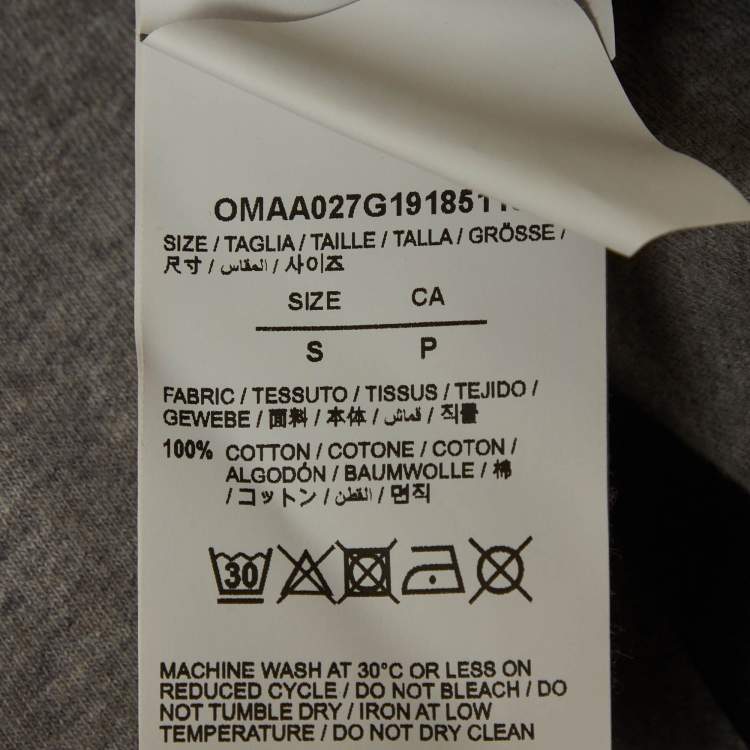 OMAA027G1918511
SIZE / TAGLIA / TAILLE / TALLA / GRÖSSE /
尺寸 / المقاس / 사이즈
SIZE CA
S P
FABRIC / TESSUTO / TISSUS / TEJIDO /
GEWEBE / 面料 / 本体 / قماش / 직물
100% COTTON / COTONE / COTON /
ALGODÓN / BAUMWOLLE / 棉
/ コットン / القطن / 면직
30
MACHINE WASH AT 30°C OR LESS ON
REDUCED CYCLE / DO NOT BLEACH / DO
NOT TUMBLE DRY / IRON AT LOW
TEMPERATURE / DO NOT DRY CLEAN